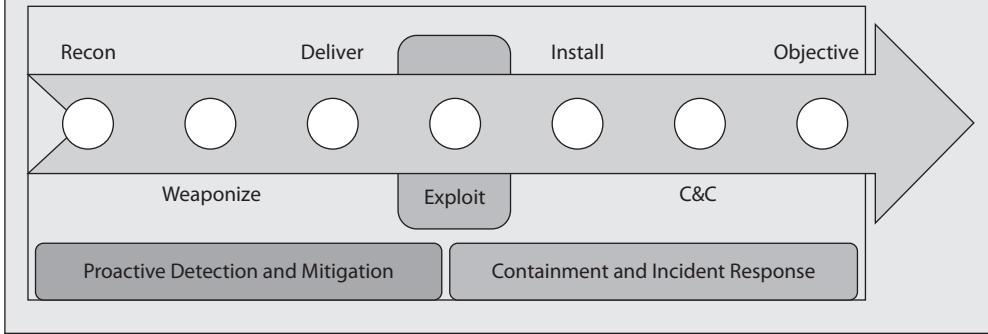 Recon
Deliver
Install
Objective
Weaponize
Exploit
C&C
Proactive Detection and Mitigation
Containment and Incident Response